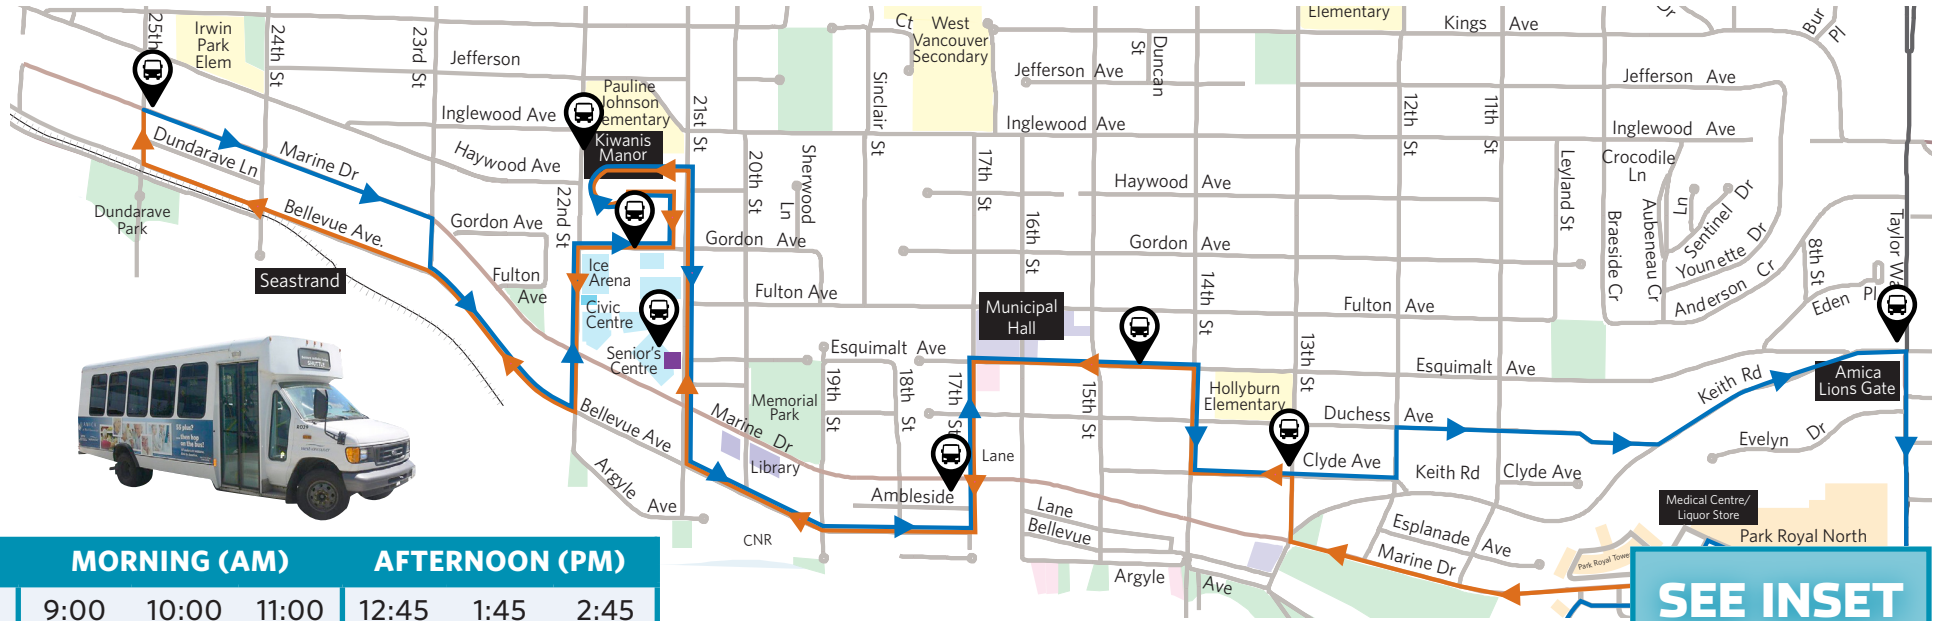 25th
Irwin
Park
Elem
24th St
23rd St
Jefferson
Inglewood Ave
Haywood Ave
Pauline
Johnson
Elementary
Kiwanis
Manor
21st St
20th St
Sherwood Ln
Sinclair St
Ct
West
Vancouver
Secondary
Elementary
Kings Ave
Dr
Bur
Pl
Duncan St
Jefferson Ave
Jefferson Ave
Inglewood Ave
Inglewood Ave
12th St
11th St
17th St
16th St
Haywood Ave
Leyland St
Crocodile
Ln
Braeside Cr
Aubeneau Cr
Ln
Sentinel Dr
Younette Dr
Anderson Cr
8th St
Eden Pl
Taylor Wa
Dundarave Ln
Marine Dr
Dundarave
Park
Bellevue Ave.
Seastrand
Gordon Ave
22nd St
Fulton
Ave
Ice
Arena
Civic
Centre
Senior's
Centre
Gordon Ave
Gordon Ave
Fulton Ave
Fulton Ave
Municipal
Hall
14th St
13th St
Esquimalt Ave
Esquimalt Ave
19th St
18th St
17th St
15th St
Hollyburn
Elementary
Duchess Ave
Keith Rd
Amica
Lions Gate
Evelyn Dr
Memorial
Park
Marine Dr
Library
Bellevue Ave
Argyle Ave
Lane
Ambleside
Clyde Ave
Keith Rd
Clyde Ave
CNR
Lane
Bellevue
Argyle Ave
Esplanade Ave
Marine Dr
Medical Centre/
Liquor Store
Park Royal North
SEE INSET
MORNING (AM) AFTERNOON (PM)
9:00 10:00 11:00 12:45 1:45 2:45